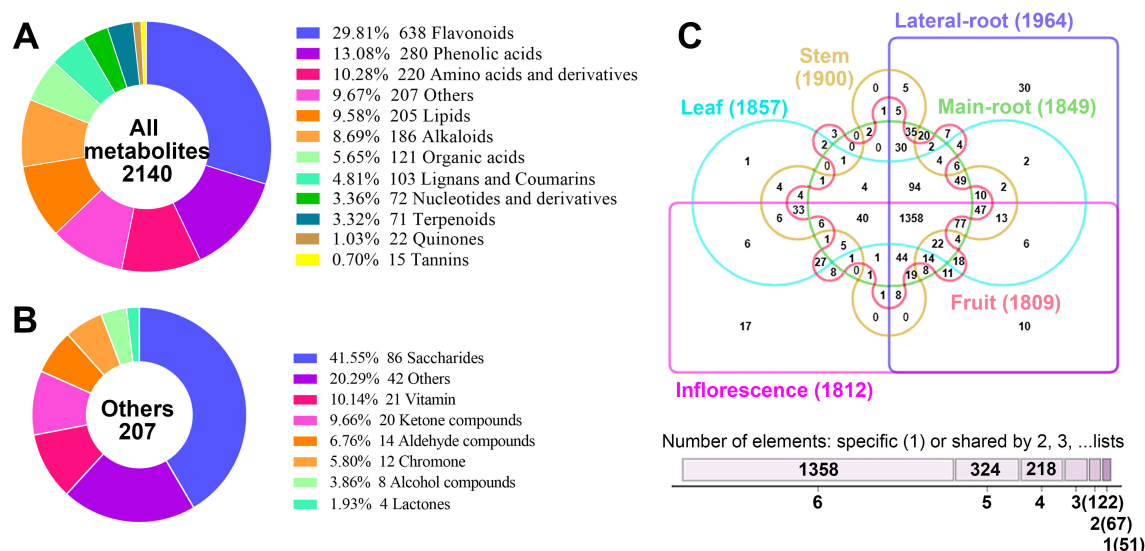 A
All
metabolites
2140
29.81% 638 Flavonoids
13.08% 280 Phenolic acids
10.28% 220 Amino acids and derivatives
9.67% 207 Others
9.58% 205 Lipids
8.69% 186 Alkaloids
5.65% 121 Organic acids
4.81% 103 Lignans and Coumarins
3.36% 72 Nucleotides and derivatives
3.32% 71 Terpenoids
1.03% 22 Quinones
0.70% 15 Tannins
B
Others
207
41.55% 86 Saccharides
20.29% 42 Others
10.14% 21 Vitamin
9.66% 20 Ketone compounds
6.76% 14 Aldehyde compounds
5.80% 12 Chromone
3.86% 8 Alcohol compounds
1.93% 4 Lactones
C
Lateral-root (1964)
Stem
(1900)
Leaf (1857)
Main-root (1849)
0 5 30
1 5
3 0 2 35 20 7
2 0 30 2 4
1 4 6
0 49
1 1 2
4 4 4 94 10 2
33 47
6 40 1358 13
6 77
1 5 22 4
6 6
27 1 1 44 14 18
8 0 1 19 8 11
1 8
17 0 0 10
Fruit (1809)
Inflorescence (1812)
Number of elements: specific (1) or shared by 2, 3, ...lists
1358 324 218
6 5 4 3(122)
2(67)
1(51)